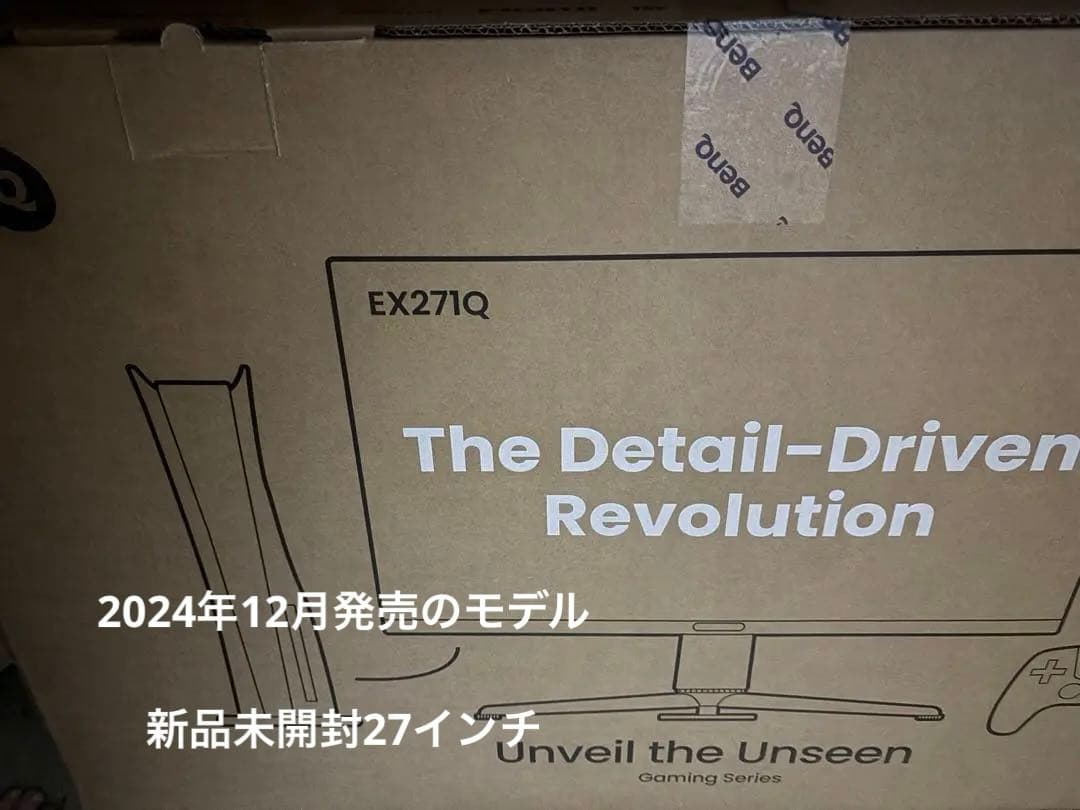 BenQ
BenQ
BenQ
Q
EX271Q
The Detail-Driven
Revolution
2024年12月発売のモデル
新品未開封27インチ
Unveil the Unseen
Gaming Series